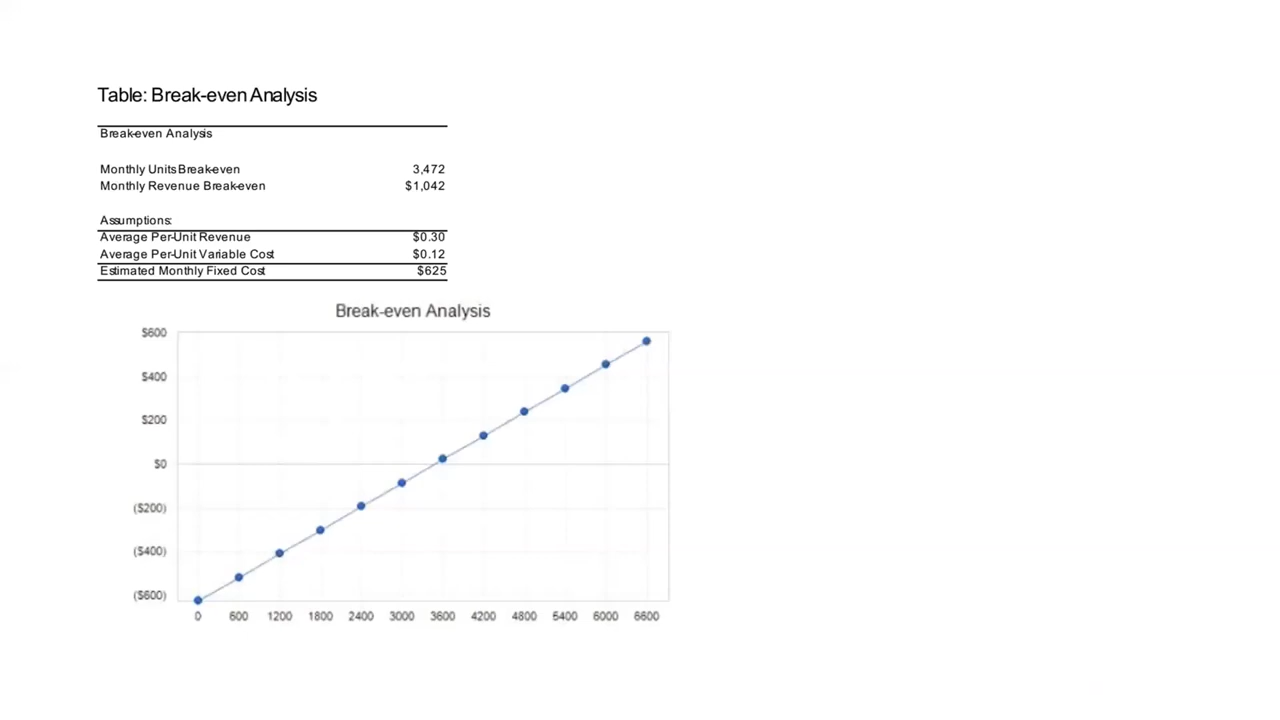 Table: Break-even Analysis
Break-even Analysis
Monthly Units Break-even 3,472
Monthly Revenue Break-even $1,042
Assumptions:
Average Per-Unit Revenue $0.30
Average Per-Unit Variable Cost $0.12
Estimated Monthly Fixed Cost $625
Break-even Analysis
$600
$400
$200
$0
($200)
($400)
($600)
0 600 1200 1800 2400 3000 3600 4200 4800 5400 6000 6600